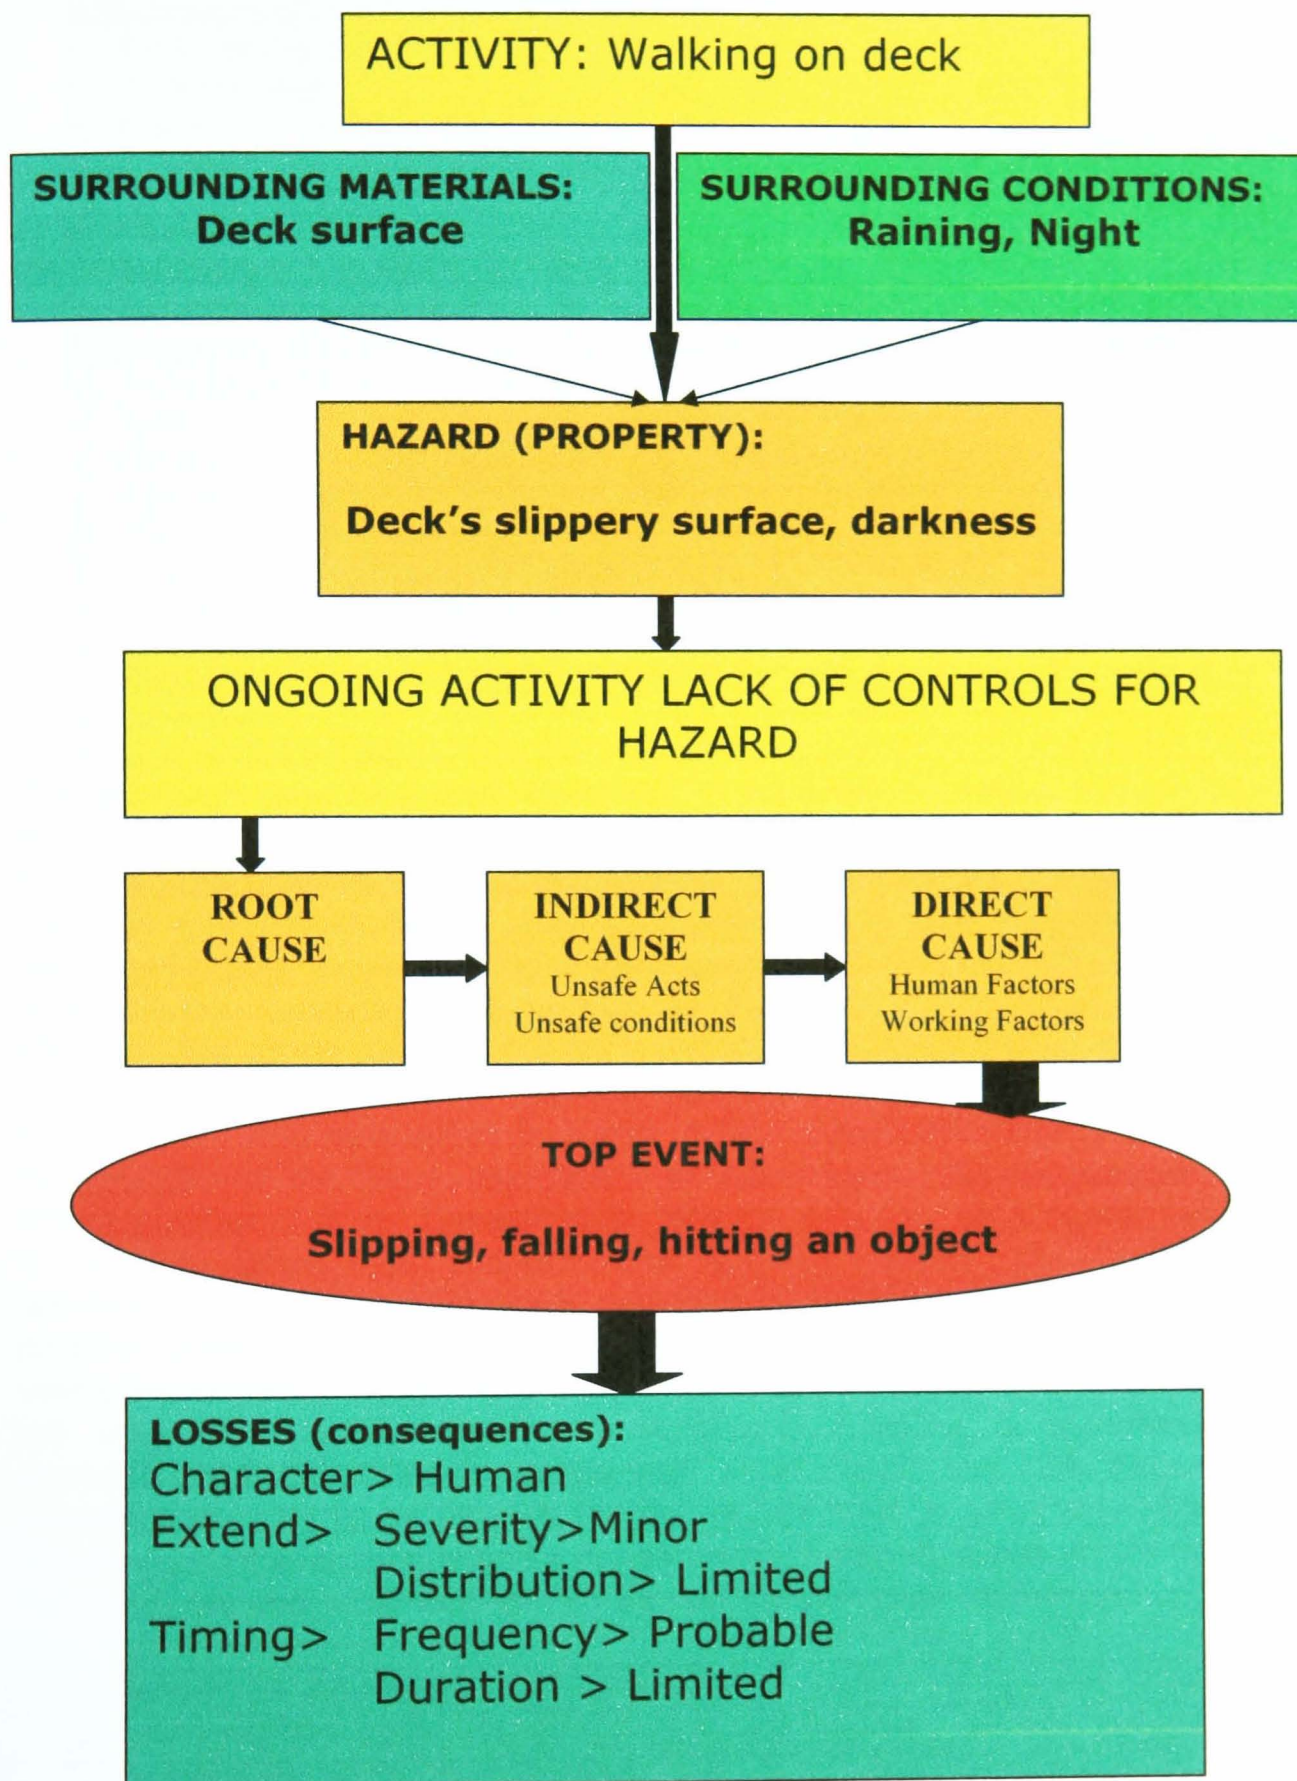 ACTIVITY: Walking on deck
SURROUNDING MATERIALS:
Deck surface
SURROUNDING CONDITIONS:
Raining, Night
HAZARD (PROPERTY):
Deck’s slippery surface, darkness
ONGOING ACTIVITY LACK OF CONTROLS FOR
HAZARD
ROOT
CAUSE
INDIRECT
CAUSE
Unsafe Acts
Unsafe conditions
DIRECT
CAUSE
Human Factors
Working Factors
TOP EVENT:
Slipping, falling, hitting an object
LOSSES (consequences):
Character> Human
Extend> Severity>Minor
Distribution> Limited
Timing> Frequency> Probable
Duration > Limited